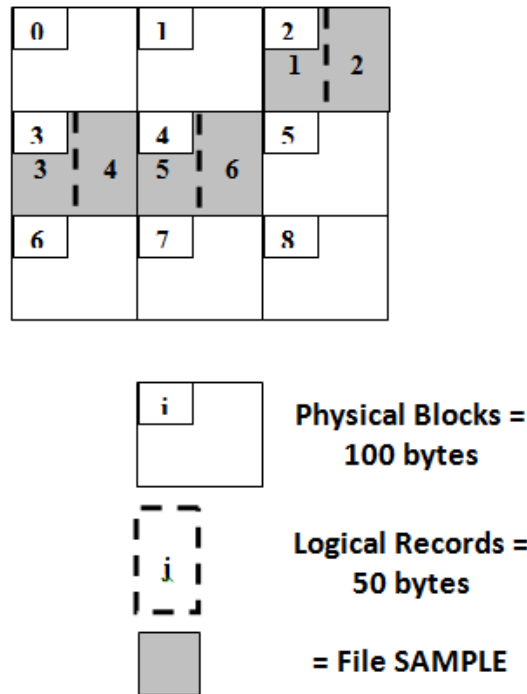 0 1 2
1 2
3 4 5
3 4 5 6
6 7 8
i
Physical Blocks =
100 bytes
j
Logical Records =
50 bytes
= File SAMPLE